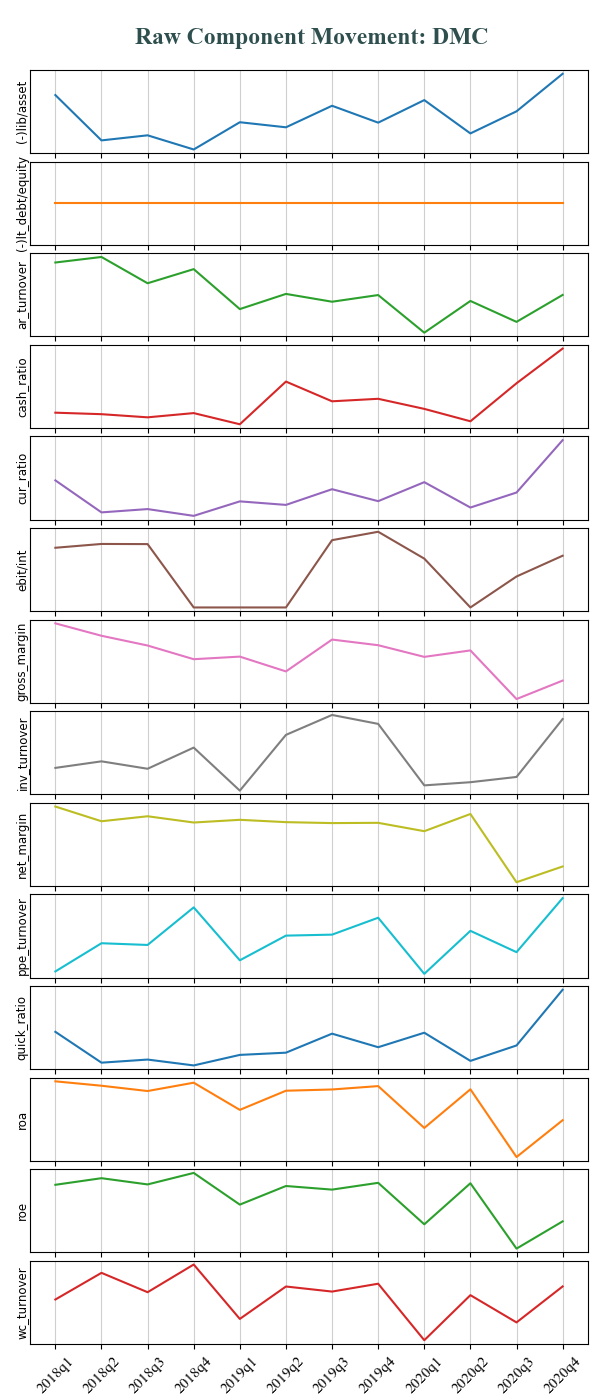 Raw Component Movement: DMC
(-)lib/asset
(-)lt_debt/equity
ar_turnover
cash_ratio
cur_ratio
ebit/int
gross_margin
inv_turnover
net_margin
ppe_turnover
quick_ratio
roa
roe
wc_turnover
2018q1 2018q2 2018q3 2018q4 2019q1 2019q2 2019q3 2019q4 2020q1 2020q2 2020q3 2020q4